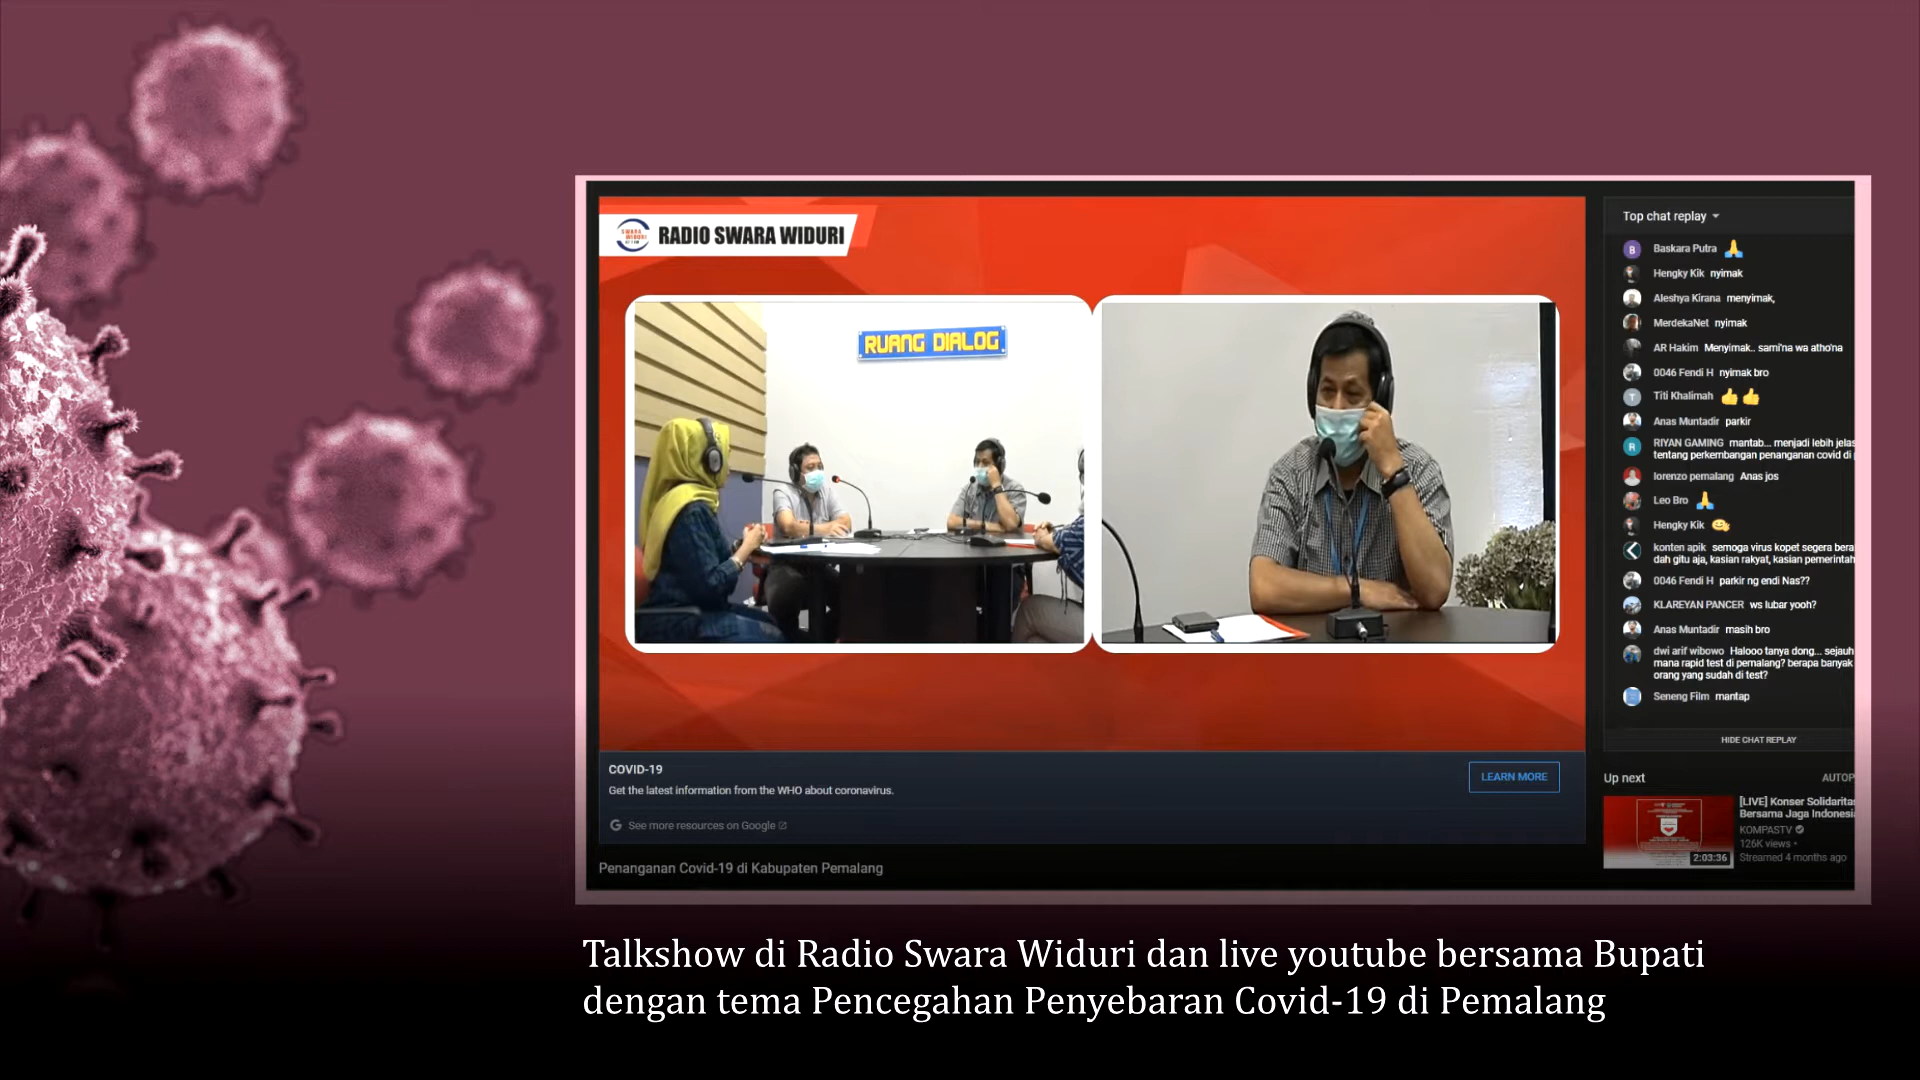 SWARA
WIDURI
RADIO SWARA WIDURI
RUANG DIALOG
Top chat replay
B Baskara Putra 🙏
Hengky Kik nyimak
Aleshya Kirana menyimak,
MerdekaNet nyimak
AR Hakim Menyimak.. sami'na wa atho'na
0046 Fendi H nyimak bro
T Titi Khalimah 👍👍
Anas Muntadir parkir
R RIYAN GAMING mantab... menjadi lebih jelas
tentang perkembangan penanganan covid di
lorenzo pemalang Anas jos
Leo Bro 🙏
Hengky Kik
konten apik semoga virus kopet segera bera
dah gitu aja, kasian rakyat, kasian pemerintah
0046 Fendi H parkir ng endi Nas??
KLAREYAN PANCER ws lubar yooh?
Anas Muntadir masih bro
dwi arif wibowo Halooo tanya dong... sejauh
mana rapid test di pemalang? berapa banyak
orang yang sudah di test?
Seneng Film mantap
HIDE CHAT REPLAY
COVID-19
Get the latest information from the WHO about coronavirus.
LEARN MORE
G See more resources on Google
Penanganan Covid-19 di Kabupaten Pemalang
Up next
AUTOP
[LIVE] Konser Solidaritas
Bersama Jaga Indonesia
KOMPASTV
126K views •
Streamed 4 months ago
2:03:36
Talkshow di Radio Swara Widuri dan live youtube bersama Bupati
dengan tema Pencegahan Penyebaran Covid-19 di Pemalang